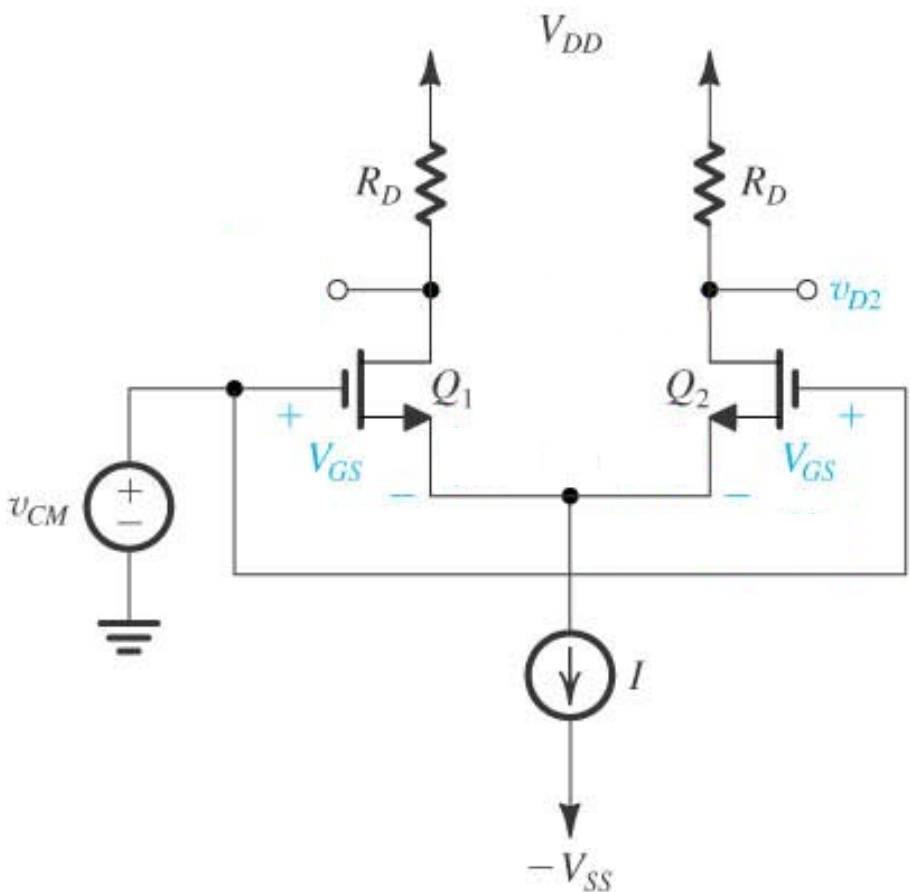 V_DD
R_D R_D
v_D2
Q_1 Q_2
+ +
V_GS V_GS
− −
v_CM + −
I
−V_SS